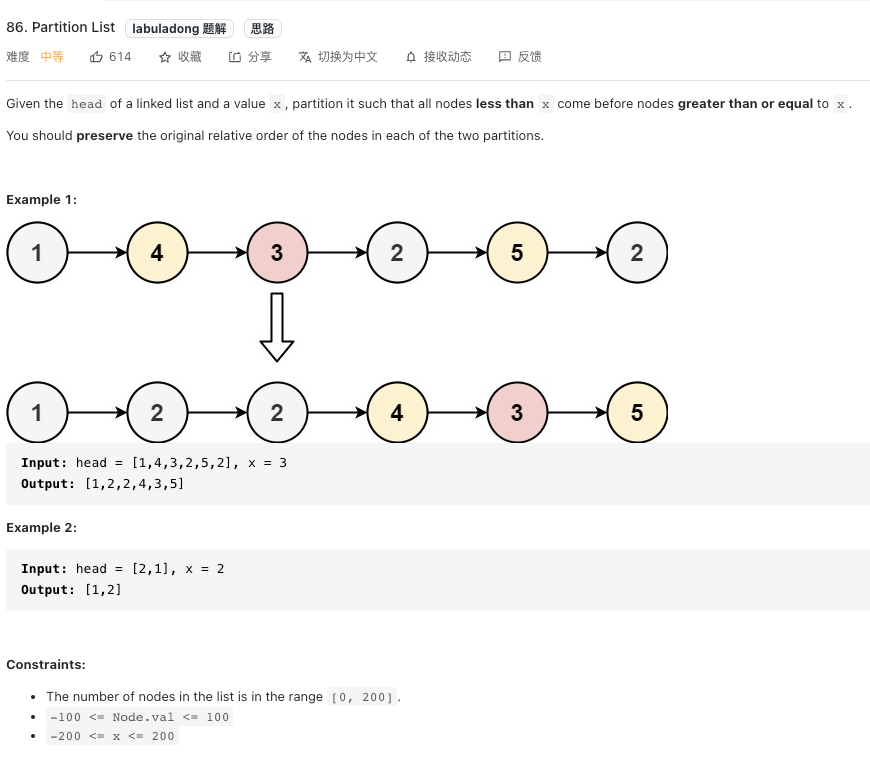 86. Partition List labuladong 题解 思路
难度 中等 614 收藏 分享 切换为中文 接收动态 反馈
Given the head of a linked list and a value x, partition it such that all nodes less than x come before nodes greater than or equal to x.
You should preserve the original relative order of the nodes in each of the two partitions.
Example 1:
1 4 3 2 5 2
1 2 2 4 3 5
Input: head = [1,4,3,2,5,2], x = 3
Output: [1,2,2,4,3,5]
Example 2:
Input: head = [2,1], x = 2
Output: [1,2]
Constraints:
• The number of nodes in the list is in the range [0, 200].
• -100 <= Node.val <= 100
• -200 <= x <= 200